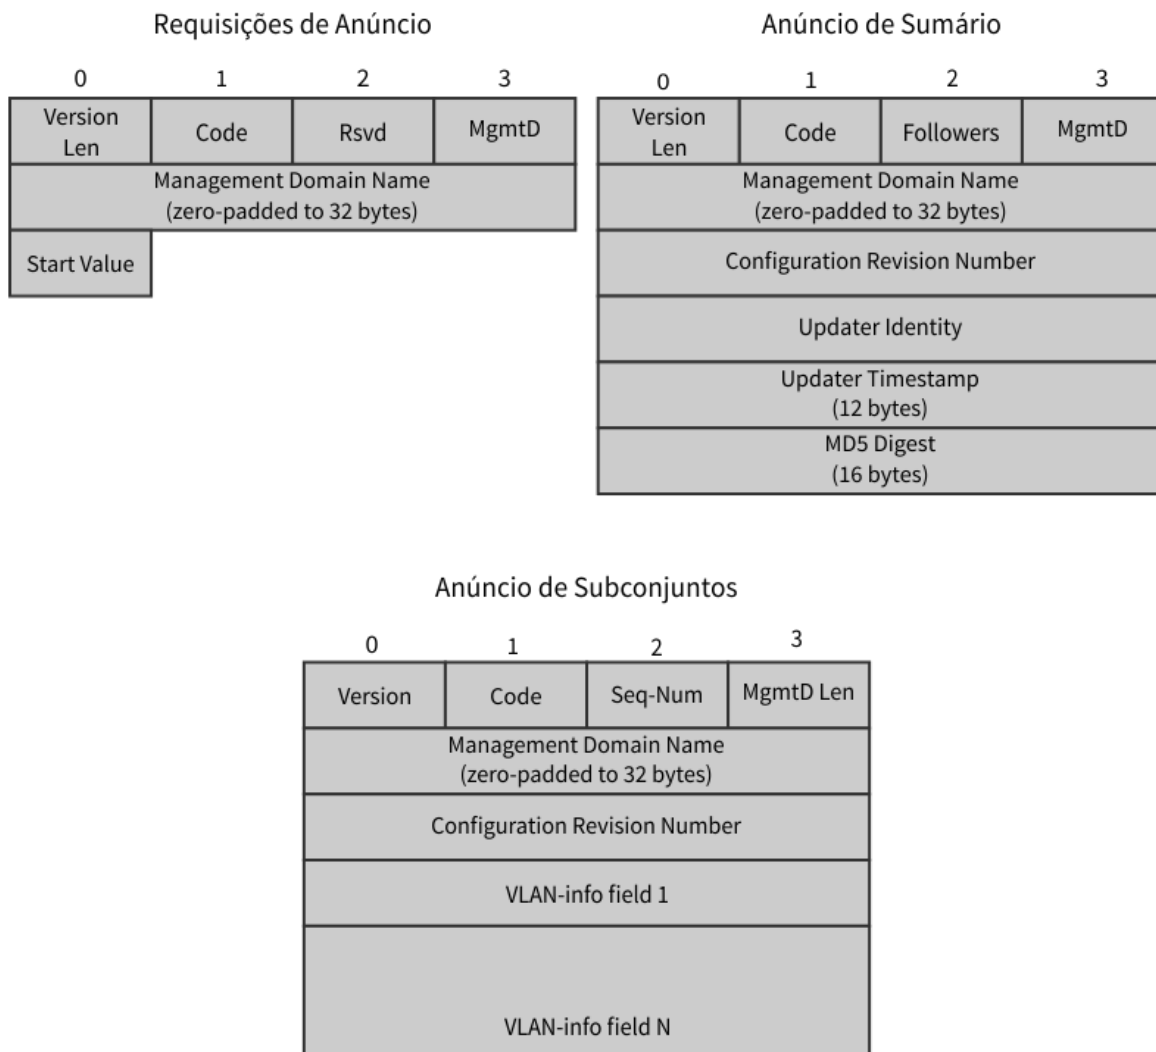 Requisições de Anúncio
0 1 2 3
Version
Len
Code
Rsvd
MgmtD
Management Domain Name
(zero-padded to 32 bytes)
Start Value
Anúncio de Sumário
0 1 2 3
Version
Len
Code
Followers
MgmtD
Management Domain Name
(zero-padded to 32 bytes)
Configuration Revision Number
Updater Identity
Updater Timestamp
(12 bytes)
MD5 Digest
(16 bytes)
Anúncio de Subconjuntos
0 1 2 3
Version
Code
Seq-Num
MgmtD Len
Management Domain Name
(zero-padded to 32 bytes)
Configuration Revision Number
VLAN-info field 1
VLAN-info field N